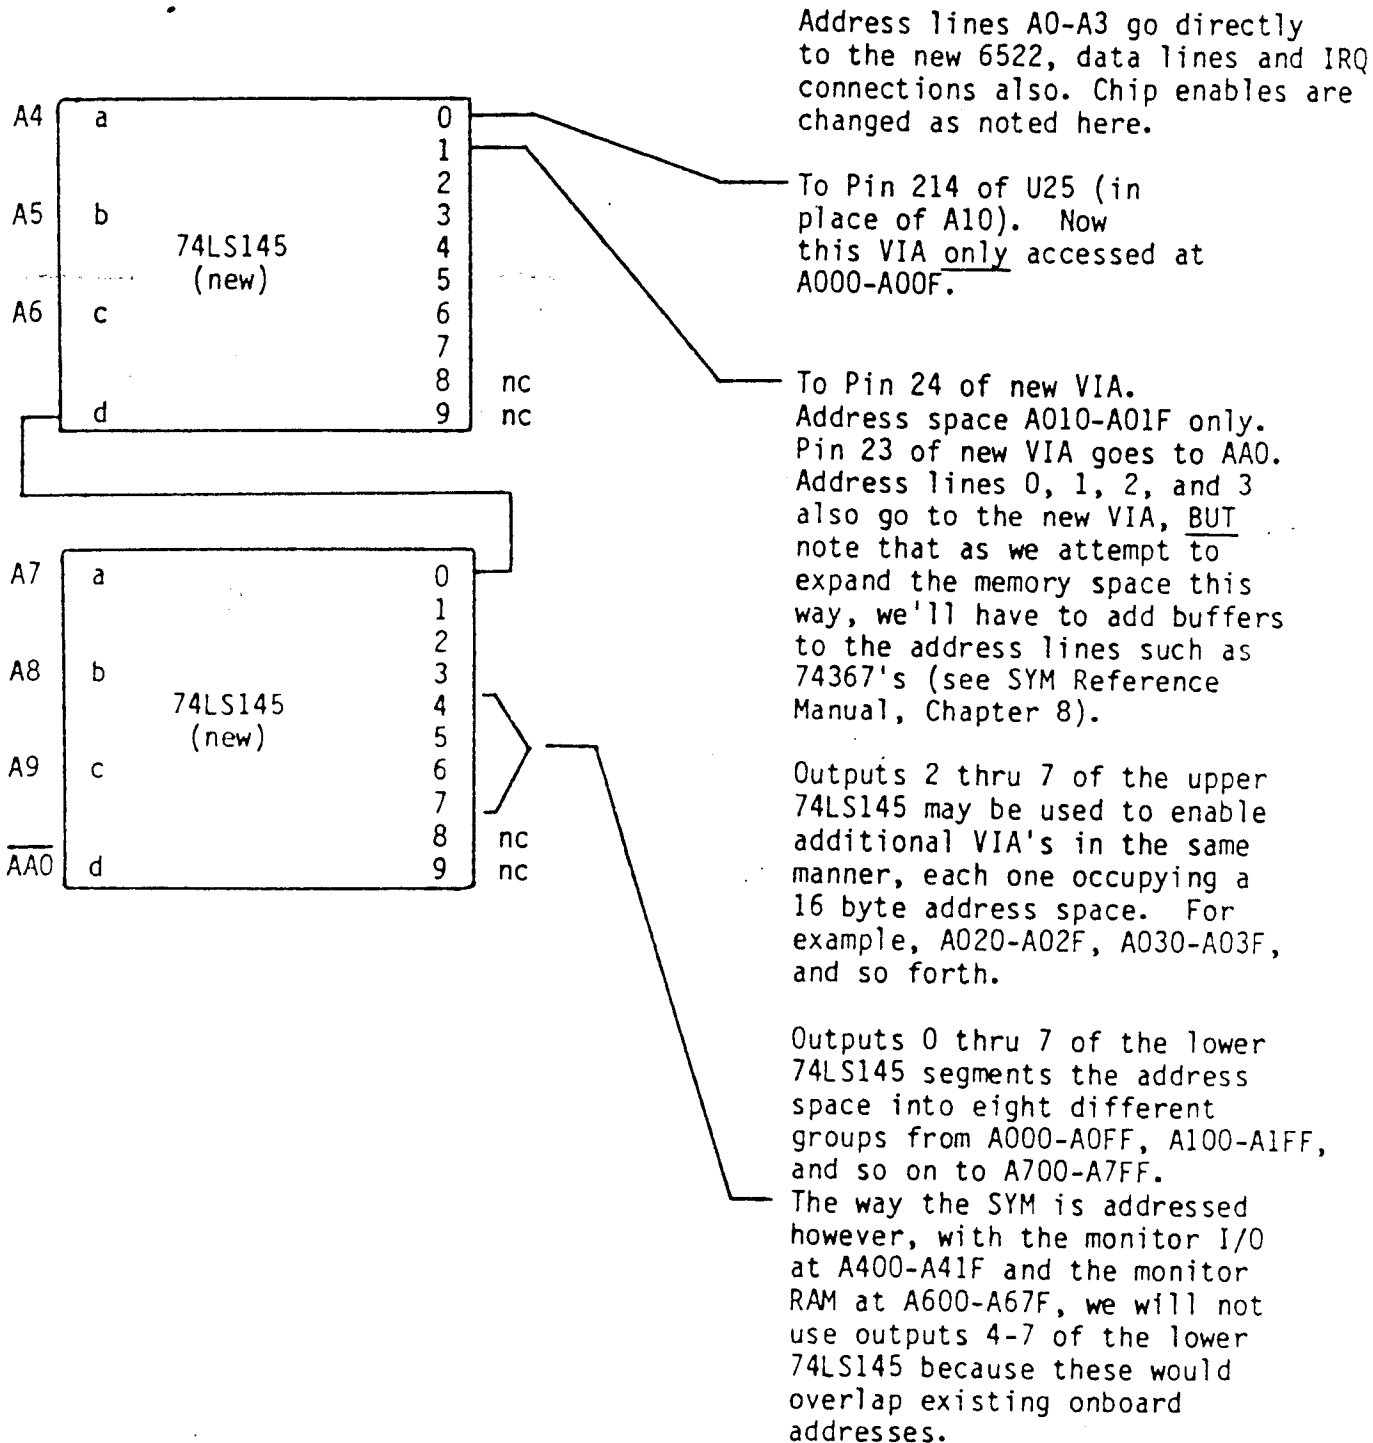 Address lines A0-A3 go directly
to the new 6522, data lines and IRQ
connections also. Chip enables are
changed as noted here.
A4 a 0
1
2
A5 b 3
74LS145 4
(new) 5
A6 c 6
7
8 nc
d 9 nc
To Pin 214 of U25 (in
place of A10). Now
this VIA only accessed at
A000-A00F.
To Pin 24 of new VIA.
Address space A010-A01F only.
Pin 23 of new VIA goes to AA0.
Address lines 0, 1, 2, and 3
also go to the new VIA, BUT
note that as we attempt to
expand the memory space this
way, we'll have to add buffers
to the address lines such as
74367's (see SYM Reference
Manual, Chapter 8).
A7 a 0
1
2
A8 b 3
74LS145 4
(new) 5
A9 c 6
7
8 nc
AA0 d 9 nc
Outputs 2 thru 7 of the upper
74LS145 may be used to enable
additional VIA's in the same
manner, each one occupying a
16 byte address space. For
example, A020-A02F, A030-A03F,
and so forth.
Outputs 0 thru 7 of the lower
74LS145 segments the address
space into eight different
groups from A000-A0FF, A100-A1FF,
and so on to A700-A7FF.
The way the SYM is addressed
however, with the monitor I/O
at A400-A41F and the monitor
RAM at A600-A67F, we will not
use outputs 4-7 of the lower
74LS145 because these would
overlap existing onboard
addresses.